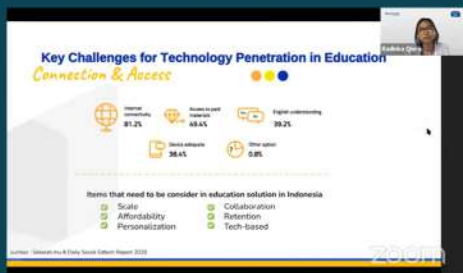 Key Challenges for Technology Penetration in Education
Connection & Access
Internet connectivity
81.2%
Access to paid materials
49.4%
English understanding
39.2%
Device adequate
38.4%
Other option
0.8%
Items that need to be consider in education solution in Indonesia
Scale
Affordability
Personalization
Collaboration
Retention
Tech-based
zoom